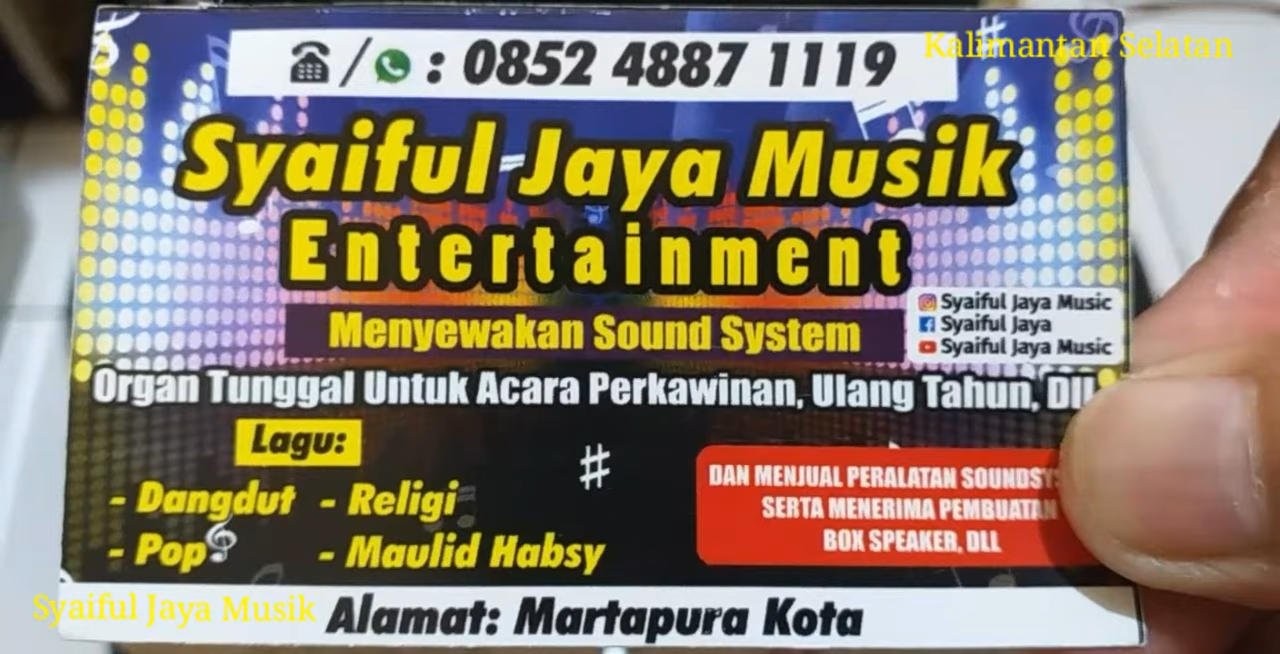 / : 0852 4887 1119
Kalimantan Selatan
Syaiful Jaya Musik
Entertainment
Menyewakan Sound System
Syaiful Jaya Music
Syaiful Jaya
Syaiful Jaya Music
Organ Tunggal Untuk Acara Perkawinan, Ulang Tahun, Dll
Lagu:
- Dangdut - Religi
- Pop - Maulid Habsy
DAN MENJUAL PERALATAN
SERTA MENERIMA PEMBUATAN
BOX SPEAKER, DLL
Syaiful Jaya Musik
Alamat: Martapura Kota